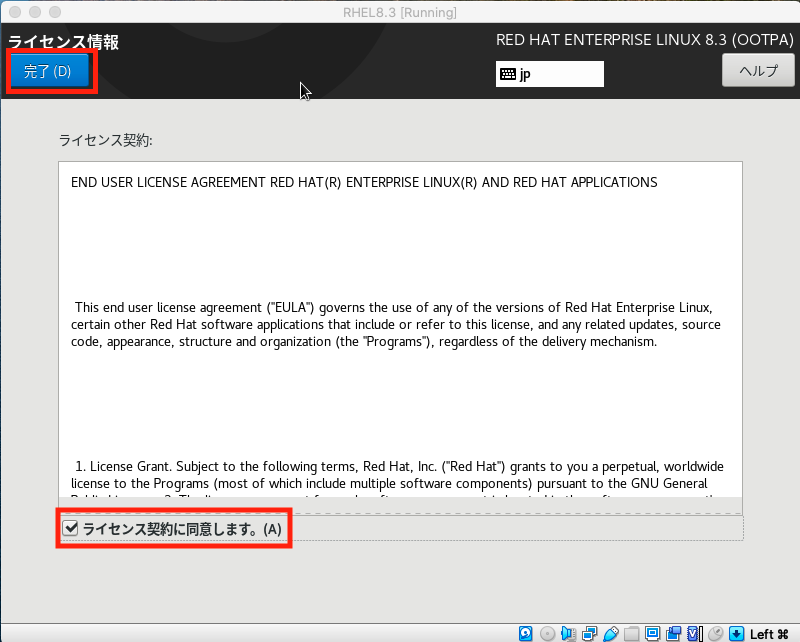 RHEL8.3 [Running]
ライセンス情報
RED HAT ENTERPRISE LINUX 8.3 (OOTPA)
完了(D)
jp
ヘルプ
ライセンス契約:
END USER LICENSE AGREEMENT RED HAT(R) ENTERPRISE LINUX(R) AND RED HAT APPLICATIONS
This end user license agreement ("EULA") governs the use of any of the versions of Red Hat Enterprise Linux,
certain other Red Hat software applications that include or refer to this license, and any related updates, source
code, appearance, structure and organization (the "Programs"), regardless of the delivery mechanism.
1. License Grant. Subject to the following terms, Red Hat, Inc. ("Red Hat") grants to you a perpetual, worldwide
license to the Programs (most of which include multiple software components) pursuant to the GNU General
ライセンス契約に同意します。(A)
Left ⌘